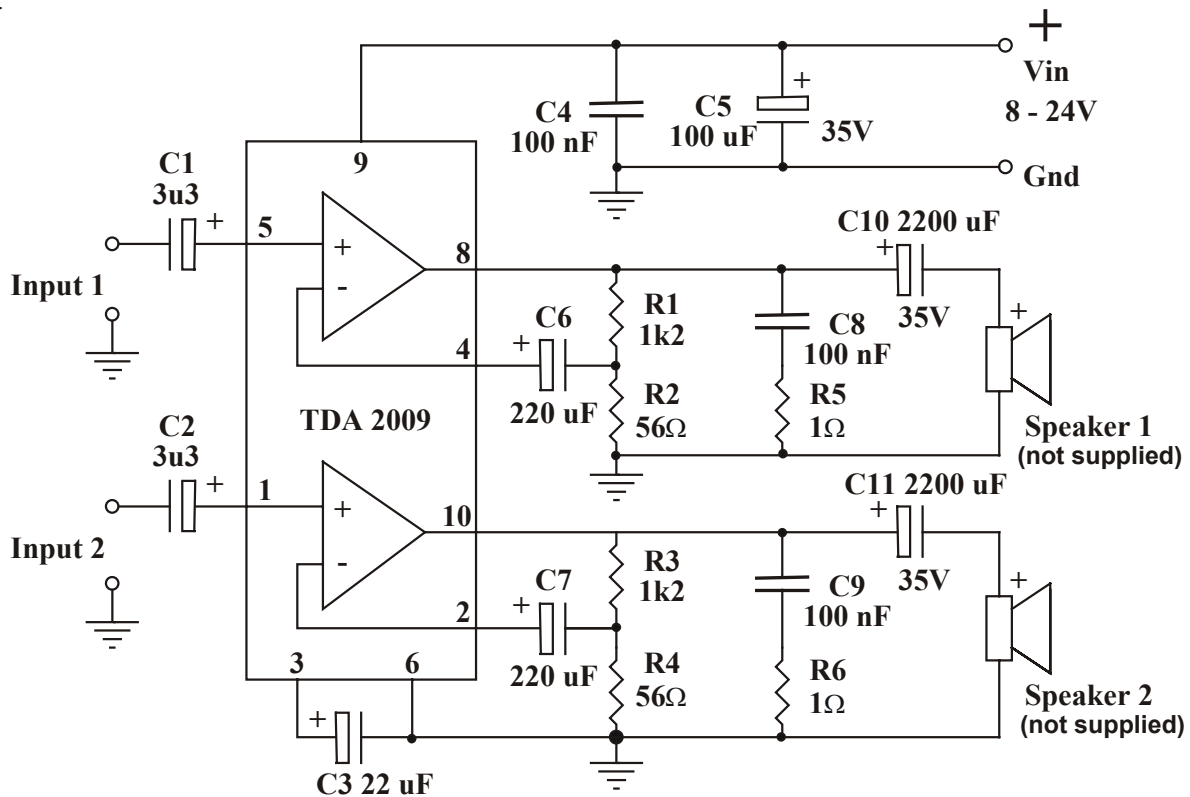 +
Vin
8 - 24V
C4
100 nF
C5
100 uF
+
35V
Gnd
9
C1
3u3
+
5
+
-
8
4
Input 1
C6
+
220 uF
R1
1k2
R2
56Ω
C8
100 nF
R5
1Ω
C10 2200 uF
+
35V
+
Speaker 1
(not supplied)
TDA 2009
C2
3u3
+
1
+
-
10
2
Input 2
C7
+
220 uF
R3
1k2
R4
56Ω
C9
100 nF
R6
1Ω
C11 2200 uF
+
35V
+
Speaker 2
(not supplied)
3
6
+
C3 22 uF